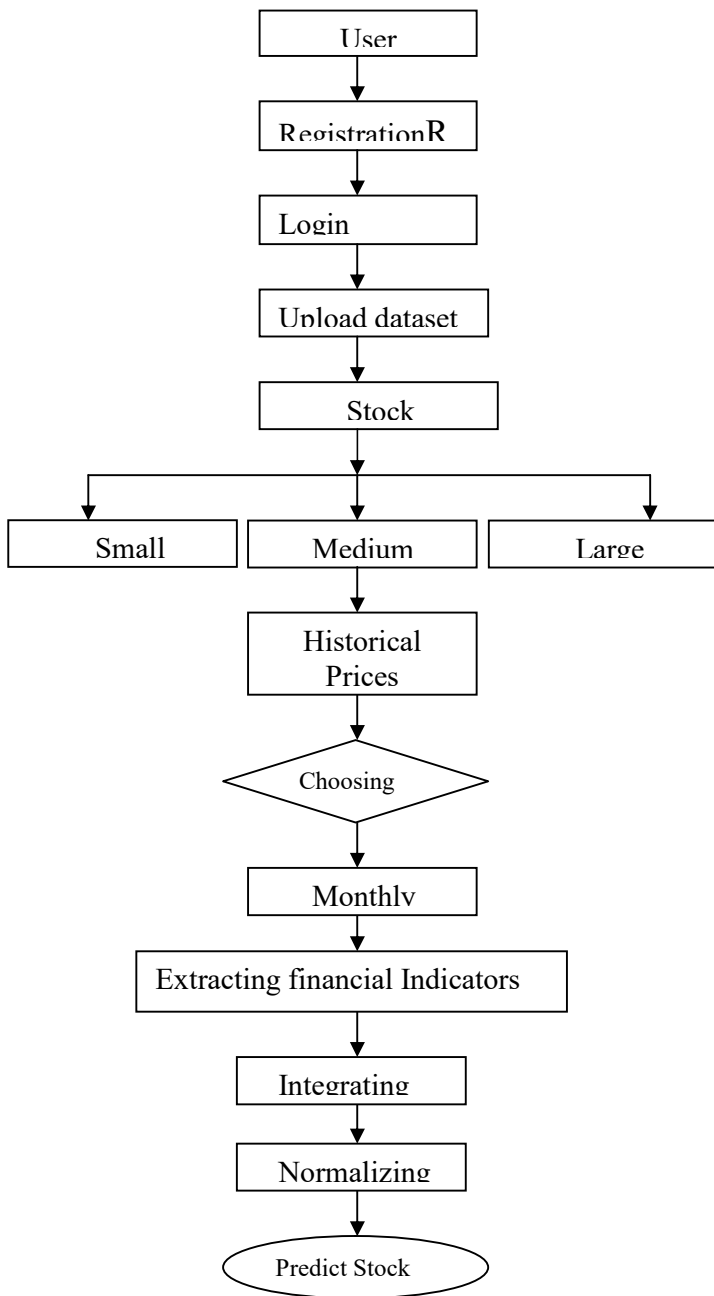 User
RegistrationR
Login
Upload dataset
Stock
Small
Medium
Large
Historical
Prices
Choosing
Monthly
Extracting financial Indicators
Integrating
Normalizing
Predict Stock